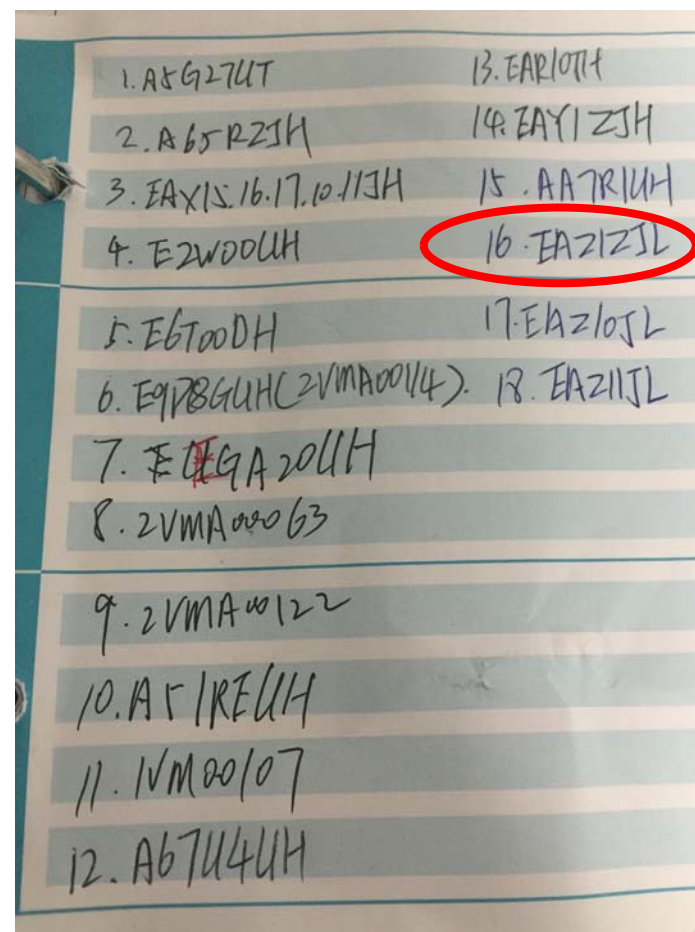 1. A5G27UT
2. A65RZJH
3. EAX15.16.17.10.11JH
4. E2W00UH
5. E6T00DH
6. E9P8GUH(2VMA00114).
7. GA20UH
8. 2VMA00063
9. 2VMA00122
10. A51REUH
11. 1VM00107
12. A67U4UH
13. EAR10TH
14. EAY1ZJH
15. AA7R1UH
16. EAZ1ZJL
17. EAZ10JL
18. EAZ11JL